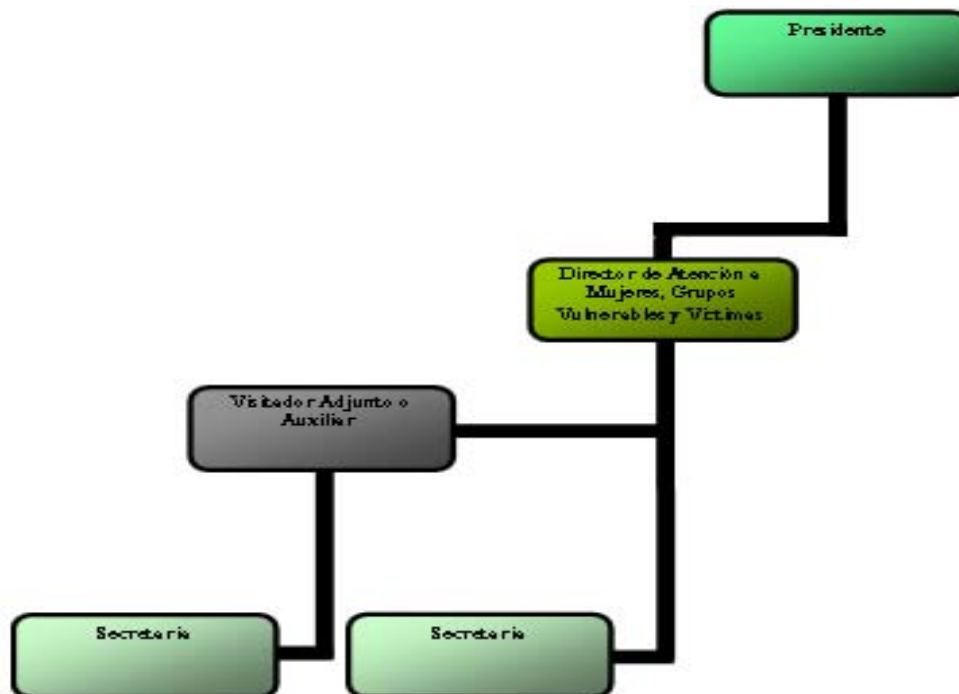 Presidente
Director de Atención a
Mujeres, Grupos
Vulnerables y Víctimas
Visitador Adjunto o
Auxiliar
Secretaria
Secretaria